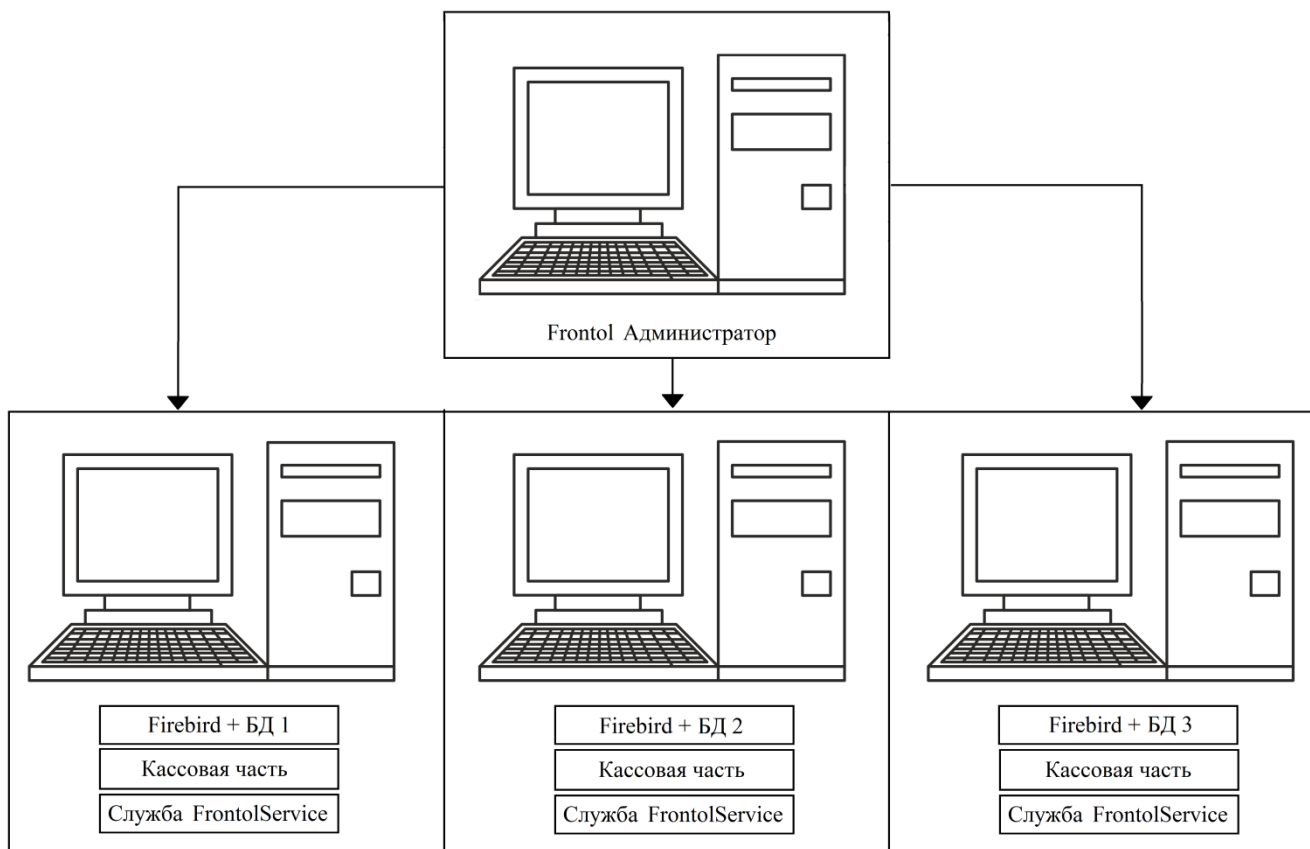 Frontol Администратор
Firebird + БД 1
Кассовая часть
Служба FrontolService
Firebird + БД 2
Кассовая часть
Служба FrontolService
Firebird + БД 3
Кассовая часть
Служба FrontolService